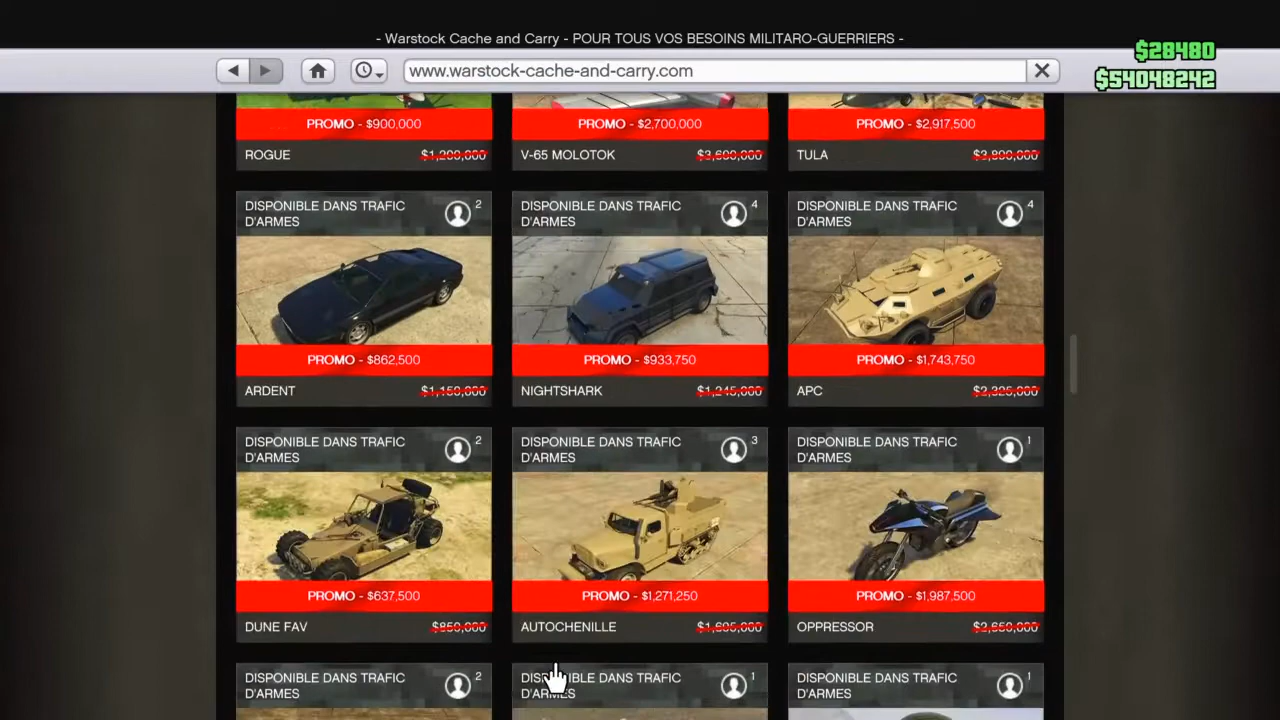 - Warstock Cache and Carry - POUR TOUS VOS BESOINS MILITARO-GUERRIERS -
$28480
www.warstock-cache-and-carry.com
$54048242
PROMO - $900,000
PROMO - $2,700,000
PROMO - $2,917,500
ROGUE $1,200,000
V-65 MOLOTOK $3,600,000
TULA $3,890,000
DISPONIBLE DANS TRAFIC
D'ARMES
2
DISPONIBLE DANS TRAFIC
D'ARMES
4
DISPONIBLE DANS TRAFIC
D'ARMES
4
PROMO - $862,500
PROMO - $933,750
PROMO - $1,743,750
ARDENT $1,150,000
NIGHTSHARK $1,245,000
APC $2,325,000
DISPONIBLE DANS TRAFIC
D'ARMES
2
DISPONIBLE DANS TRAFIC
D'ARMES
3
DISPONIBLE DANS TRAFIC
D'ARMES
1
PROMO - $637,500
PROMO - $1,271,250
PROMO - $1,987,500
DUNE FAV $850,000
AUTOCHENILLE $1,695,000
OPPRESSOR $2,650,000
DISPONIBLE DANS TRAFIC
D'ARMES
2
DISPONIBLE DANS TRAFIC
D'ARMES
1
DISPONIBLE DANS TRAFIC
D'ARMES
1